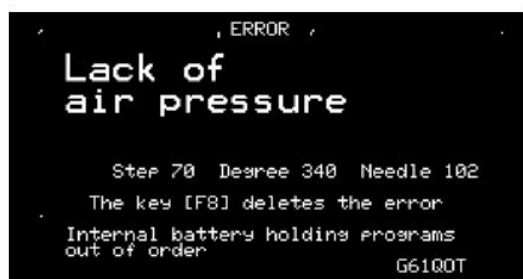 ERROR
Lack of
air pressure
Step 70 Degree 340 Needle 102
The key [F8] deletes the error
Internal battery holding programs
out of order
G61QOT